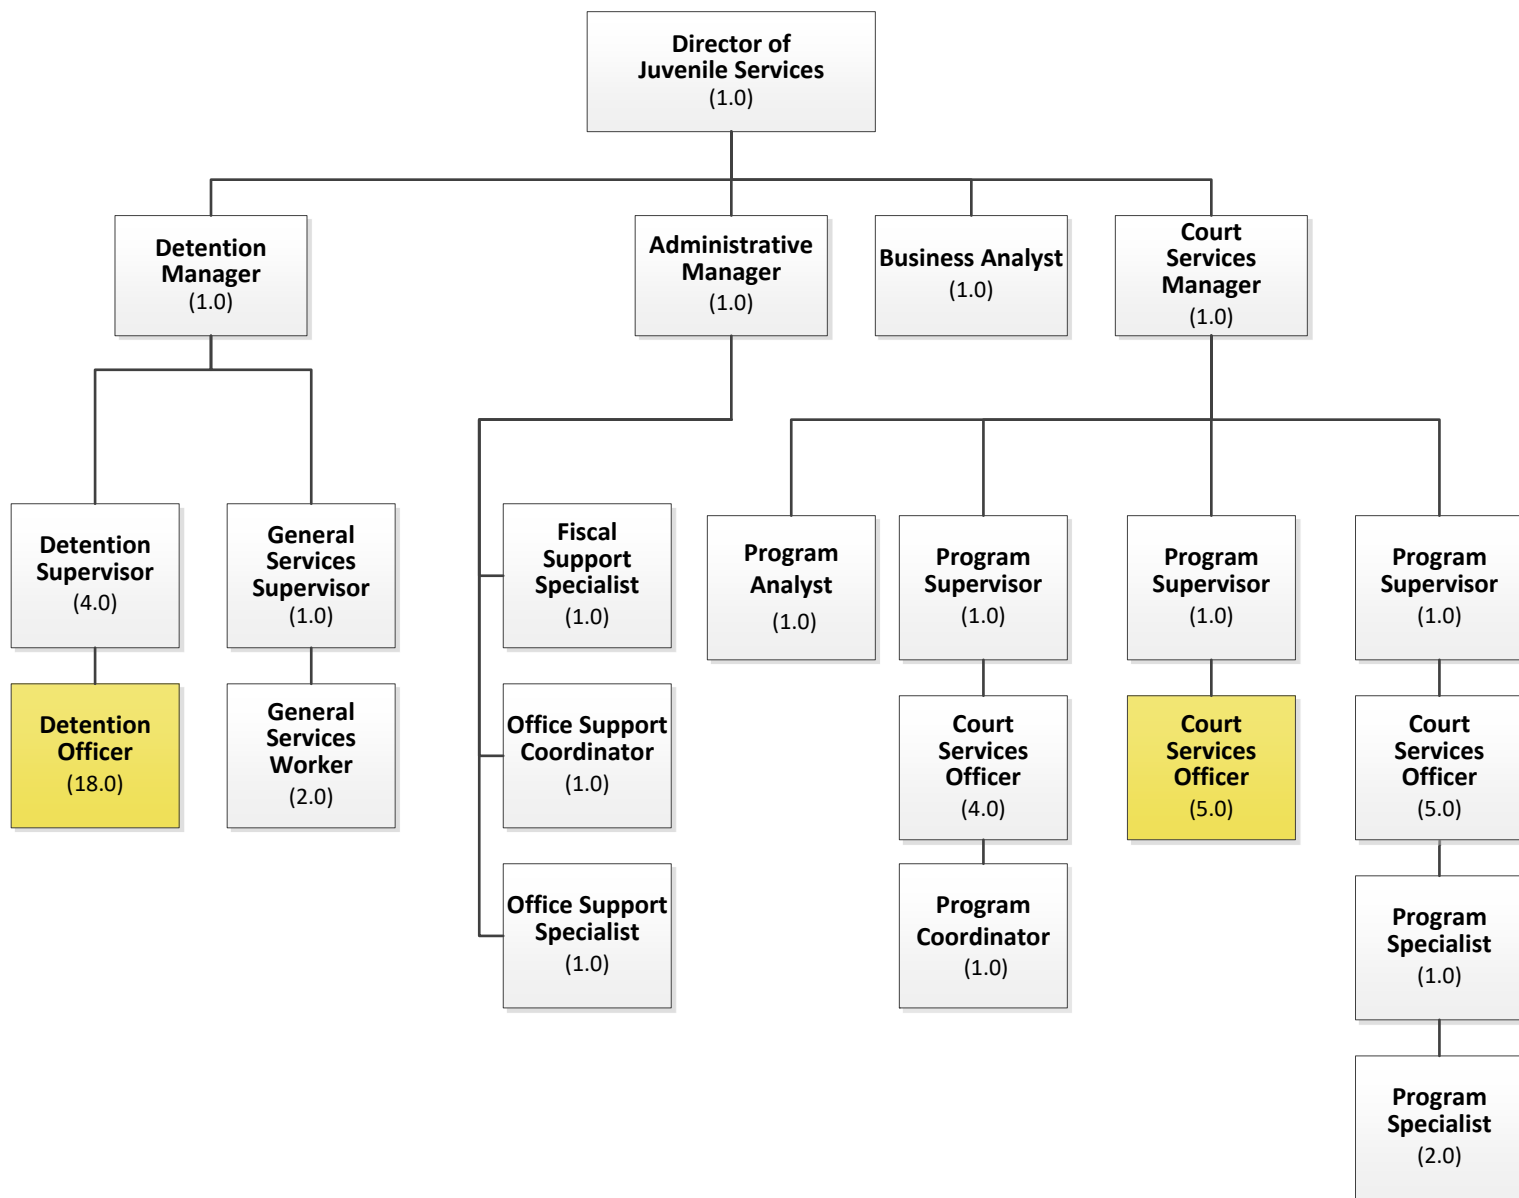 Director of
Juvenile Services
(1.0)
Detention
Manager
(1.0)
Administrative
Manager
(1.0)
Business Analyst
(1.0)
Court
Services
Manager
(1.0)
Detention
Supervisor
(4.0)
General
Services
Supervisor
(1.0)
Fiscal
Support
Specialist
(1.0)
Program
Analyst
(1.0)
Program
Supervisor
(1.0)
Program
Supervisor
(1.0)
Program
Supervisor
(1.0)
Detention
Officer
(18.0)
General
Services
Worker
(2.0)
Office Support
Coordinator
(1.0)
Court
Services
Officer
(4.0)
Court
Services
Officer
(5.0)
Court
Services
Officer
(5.0)
Office Support
Specialist
(1.0)
Program
Coordinator
(1.0)
Program
Specialist
(1.0)
Program
Specialist
(2.0)